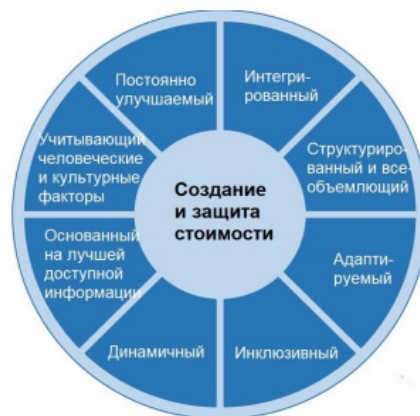 Постоянно
улучшаемый
Интегри-
рованный
Структуриро-
ванный и все-
объемлющий
Адапти-
руемый
Инклюзивный
Динамичный
Основанный
на лучшей
доступной
информации
Учитывающий
человеческие
и культурные
факторы
Создание
и защита
стоимости